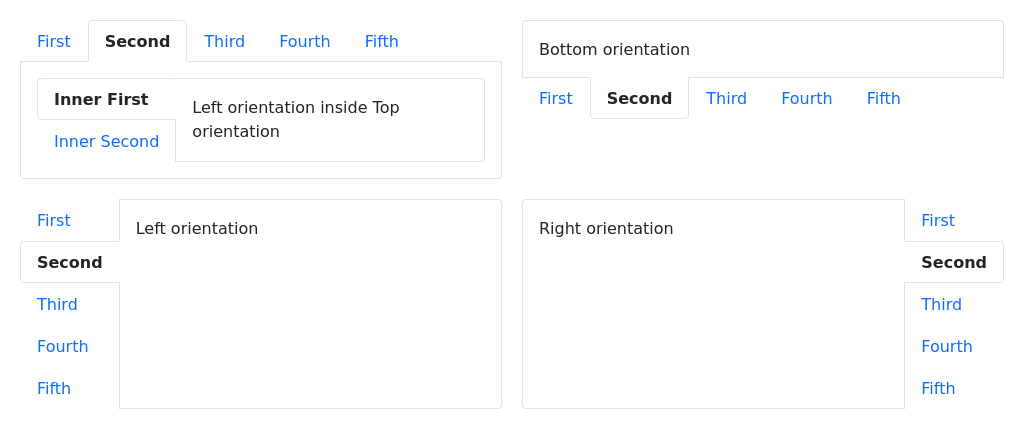 First Second Third Fourth Fifth
Inner First
Inner Second
Left orientation inside Top
orientation
Bottom orientation
First Second Third Fourth Fifth
First
Second
Third
Fourth
Fifth
Left orientation
Right orientation
First
Second
Third
Fourth
Fifth